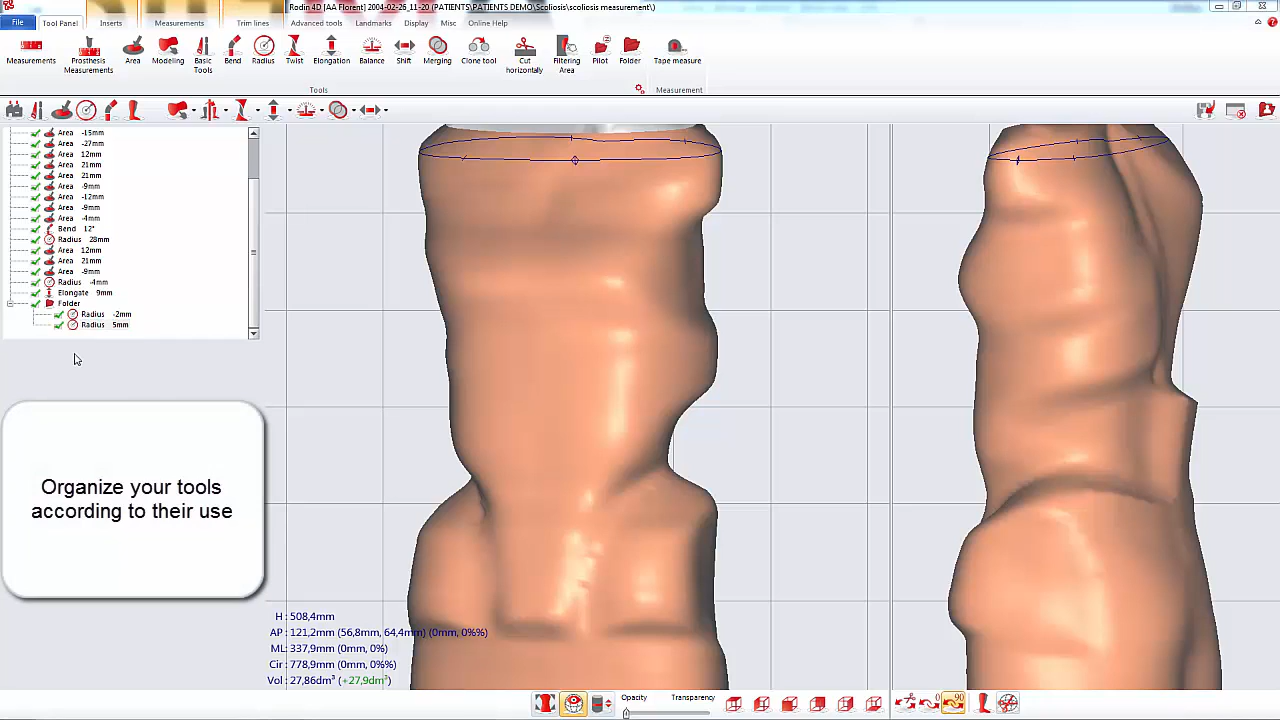 Rodin 4D [AA Florent] 2004-02-26_11-20 (PATIENTS\PATIENTS DEMO\Scoliosis\scoliosis measurement\)
File
Tool Panel
Inserts
Measurements
Trim lines
Advanced tools
Landmarks
Display
Misc
Online Help
Measurements
Prosthesis Measurements
Area
Modeling
Basic Tools
Bend
Radius
Twist
Elongation
Balance
Shift
Merging
Clone tool
Cut horizontally
Filtering Area
Pilot
Folder
Tape measure
Tools
Measurement
Area -15mm
Area -27mm
Area 12mm
Area 21mm
Area 21mm
Area -9mm
Area -12mm
Area -9mm
Area -4mm
Bend 12°
Radius 28mm
Area 12mm
Area 21mm
Area -9mm
Radius -4mm
Elongate 9mm
Folder
Radius -2mm
Radius 5mm
Organize your tools
according to their use
H : 508,4mm
AP : 121,2mm (56,8mm, 64,4mm) (0mm, 0%%)
ML : 337,9mm (0mm, 0%)
Cir : 778,9mm (0mm, 0%%)
Vol : 27,86dm³ (+27,9dm³)
Opacity
Transparency
0
90